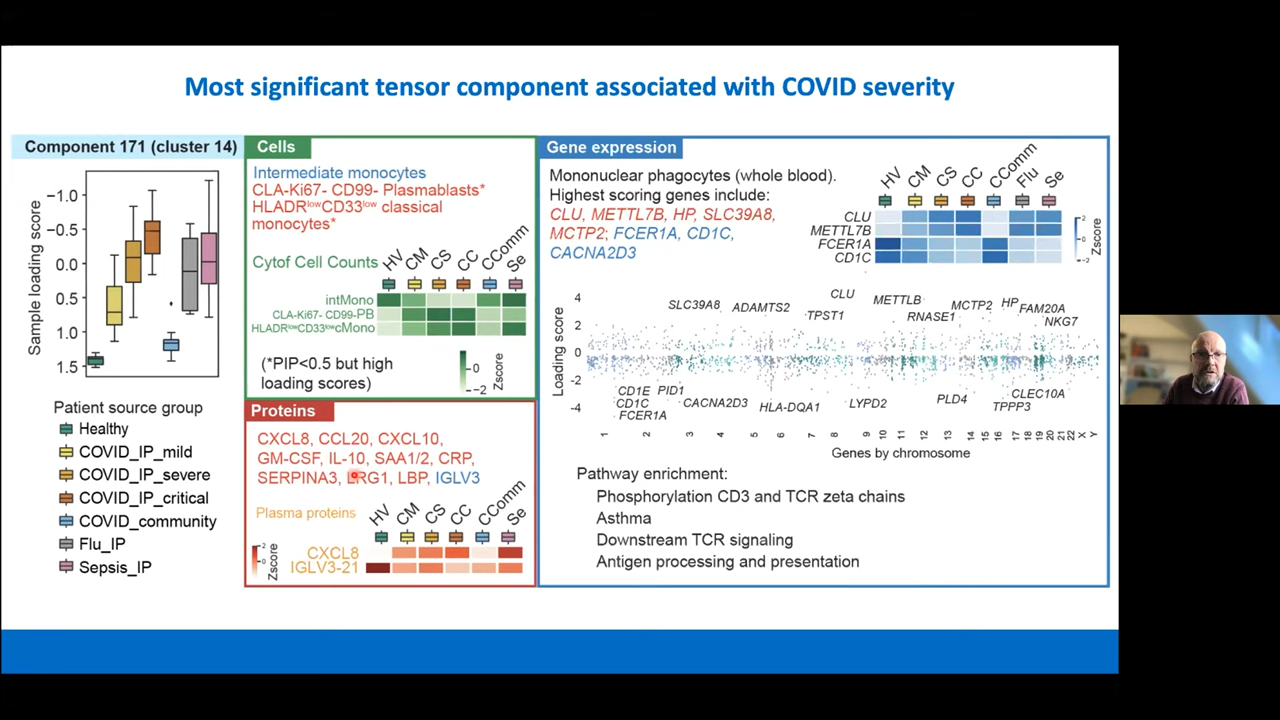 Most significant tensor component associated with COVID severity
Component 171 (cluster 14)
Sample loading score
−1.0
−0.5
0.0
0.5
1.0
1.5
Patient source group
Healthy
COVID_IP_mild
COVID_IP_severe
COVID_IP_critical
COVID_community
Flu_IP
Sepsis_IP
Cells
Intermediate monocytes
CLA-Ki67- CD99- Plasmablasts*
HLADRlowCD33low classical
monocytes*
Cytof Cell Counts
HV CM CS CC CComm Se
intMono
CLA-Ki67- CD99-PB
HLADRlowCD33lowcMono
(*PIP<0.5 but high
loading scores)
0
−2
Zscore
Proteins
CXCL8, CCL20, CXCL10,
GM-CSF, IL-10, SAA1/2, CRP,
SERPINA3, LRG1, LBP, IGLV3
Plasma proteins
HV CM CS CC CComm Se
2
0
Zscore
CXCL8
IGLV3-21
Gene expression
Mononuclear phagocytes (whole blood).
Highest scoring genes include:
CLU, METTL7B, HP, SLC39A8,
MCTP2; FCER1A, CD1C,
CACNA2D3
HV CM CS CC CComm Flu Se
CLU
METTL7B
FCER1A
CD1C
2
0
−2
Zscore
Loading score
4
2
0
−2
−4
SLC39A8 ADAMTS2 CLU TPST1 METTLB RNASE1 MCTP2 HP FAM20A NKG7
CD1E PID1
CD1C CACNA2D3 HLA-DQA1 LYPD2 PLD4 CLEC10A
FCER1A TPPP3
1 2 3 4 5 6 7 8 9 10 11 12 13 14 15 16 17 18 19 20 21 22 X Y
Genes by chromosome
Pathway enrichment:
Phosphorylation CD3 and TCR zeta chains
Asthma
Downstream TCR signaling
Antigen processing and presentation